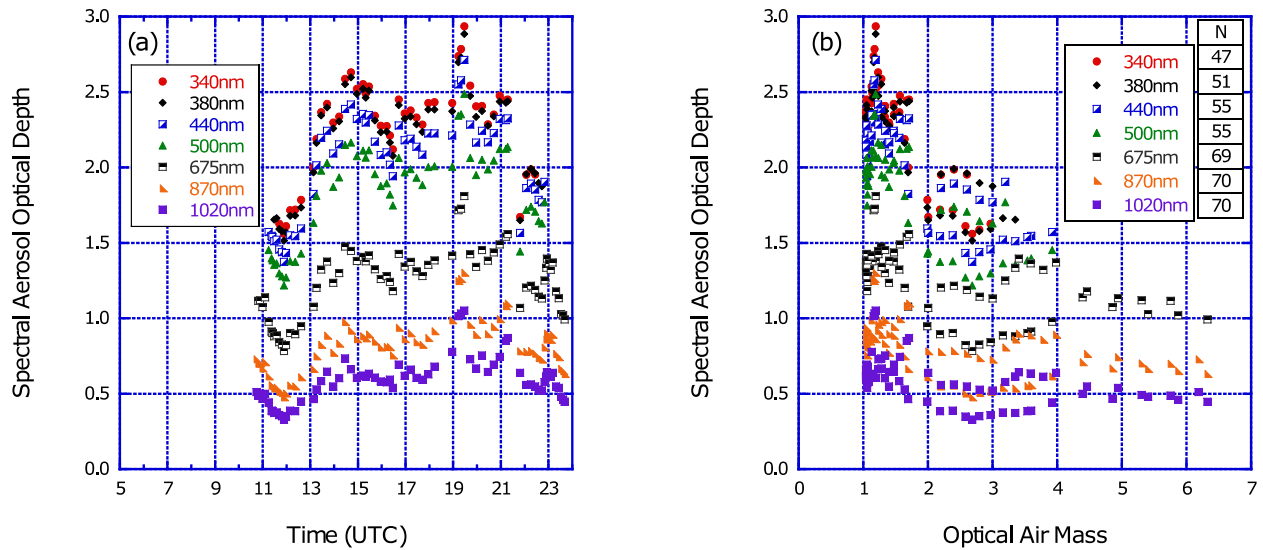 (a)
340nm
380nm
440nm
500nm
675nm
870nm
1020nm
Spectral Aerosol Optical Depth
3.0
2.5
2.0
1.5
1.0
0.5
0.0
5 7 9 11 13 15 17 19 21 23
Time (UTC)
(b)
N
340nm 47
380nm 51
440nm 55
500nm 55
675nm 69
870nm 70
1020nm 70
Spectral Aerosol Optical Depth
3.0
2.5
2.0
1.5
1.0
0.5
0.0
0 1 2 3 4 5 6 7
Optical Air Mass